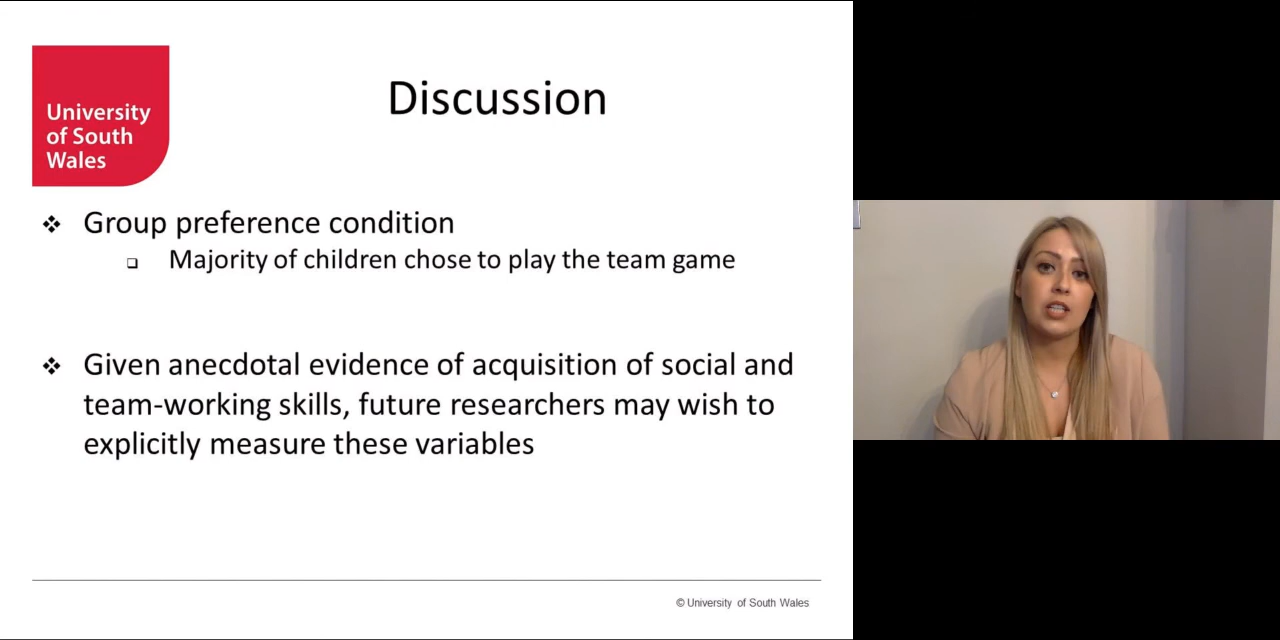 University
of South
Wales
Discussion
❖ Group preference condition
❑ Majority of children chose to play the team game
❖ Given anecdotal evidence of acquisition of social and
team-working skills, future researchers may wish to
explicitly measure these variables
© University of South Wales